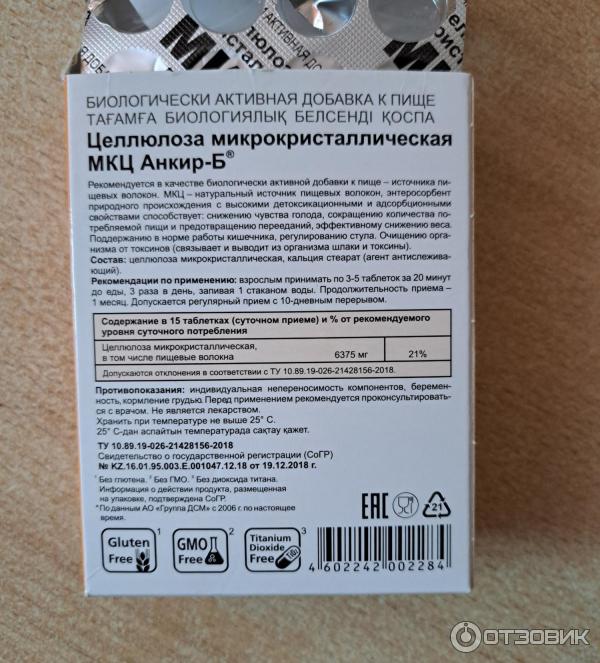 МКЦ
БИОЛОГИЧЕСКИ АКТИВНАЯ ДОБАВКА К ПИЩЕ
ТАҒАМҒА БИОЛОГИЯЛЫҚ БЕЛСЕНДІ ҚОСПА
Целлюлоза микрокристаллическая
МКЦ Анкир-Б®
Рекомендуется в качестве биологически активной добавки к пище – источника пи-
щевых волокон. МКЦ – натуральный источник пищевых волокон, энтеросорбент
природного происхождения с высокими детоксикационными и адсорбционными
свойствами способствует: снижению чувства голода, сокращению количества по-
требляемой пищи и предотвращению переедания, эффективному снижению веса.
Поддержанию в норме работы кишечника, регулированию стула. Очищению орга-
низма от токсинов (связывает и выводит из организма шлаки и токсины).
Состав: целлюлоза микрокристаллическая, кальция стеарат (агент антислеживa-
ющий).
Рекомендации по применению: взрослым принимать по 3-5 таблеток за 20 минут
до еды, 3 раза в день, запивая 1 стаканом воды. Продолжительность приема –
1 месяц. Допускается регулярный прием с 10-дневным перерывом.
Содержание в 15 таблетках (суточном приеме) и % от рекомендуемого
уровня суточного потребления
Целлюлоза микрокристаллическая,
в том числе пищевые волокна 6375 мг 21%
Допускаются отклонения в соответствии с ТУ 10.89.19-026-21428156-2018.
Противопоказания: индивидуальная непереносимость компонентов, беремен-
ность, кормление грудью. Перед применением рекомендуется проконсультировать-
ся с врачом. Не является лекарством.
Хранить при температуре не выше 25° С.
25° С-дан аспайтын температурада сақтау қажет.
ТУ 10.89.19-026-21428156-2018
Свидетельство о государственной регистрации (СоГР)
№ KZ.16.01.95.003.E.001047.12.18 от 19.12.2018 г.
¹ Без глютена. ² Без ГМО. ³ Без диоксида титана.
Информация о действии продукта, размещенная
на упаковке, подтверждена СоГР.
*По данным АО «Группа ДСМ» с 2006 г. по настоящее
время.
EAC
21
Gluten Free 1
GMO Free 2
Titanium Dioxide Free 3
4 602242 002284
ОТЗОВИК